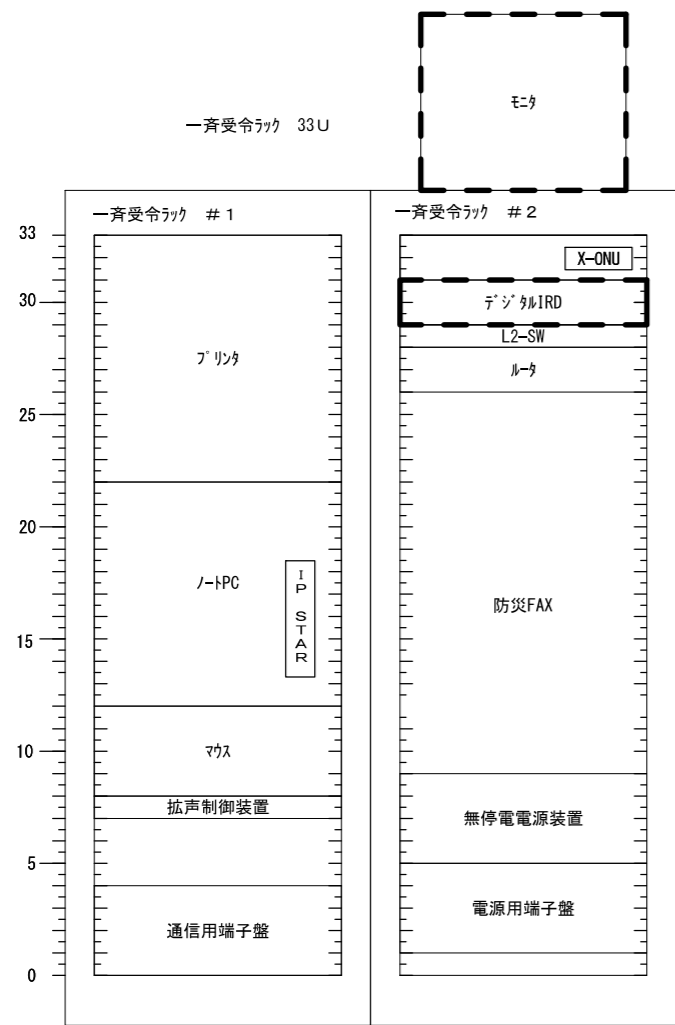 モニタ
一斉受令ラック 33U
一斉受令ラック #1
一斉受令ラック #2
33
30
25
20
15
10
5
0
プリンタ
ノートPC
IP STAR
マウス
拡声制御装置
通信用端子盤
X-ONU
デジタルIRD
L2-SW
ルータ
防災FAX
無停電電源装置
電源用端子盤